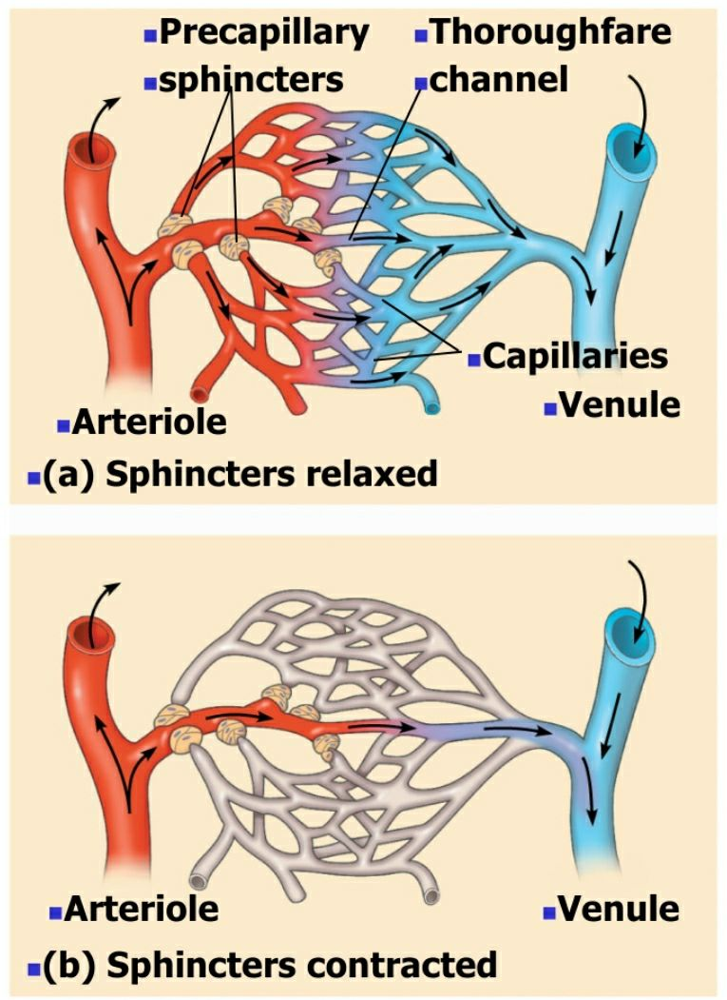 ▪Precapillary
▪sphincters
▪Thoroughfare
▪channel
▪Capillaries
▪Venule
▪Arteriole
▪(a) Sphincters relaxed
▪Arteriole
▪Venule
▪(b) Sphincters contracted